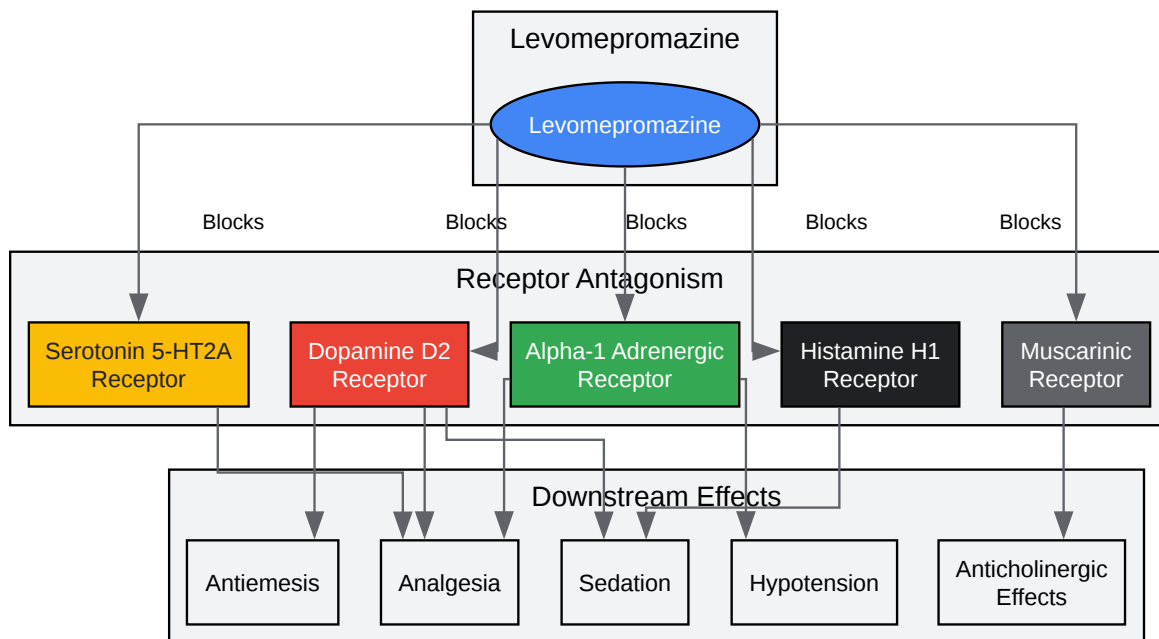 Levomepromazine
Levomepromazine
Blocks
Blocks
Blocks
Blocks
Blocks
Receptor Antagonism
Serotonin 5-HT2A
Receptor
Dopamine D2
Receptor
Alpha-1 Adrenergic
Receptor
Histamine H1
Receptor
Muscarinic
Receptor
Downstream Effects
Antiemesis
Analgesia
Sedation
Hypotension
Anticholinergic
Effects